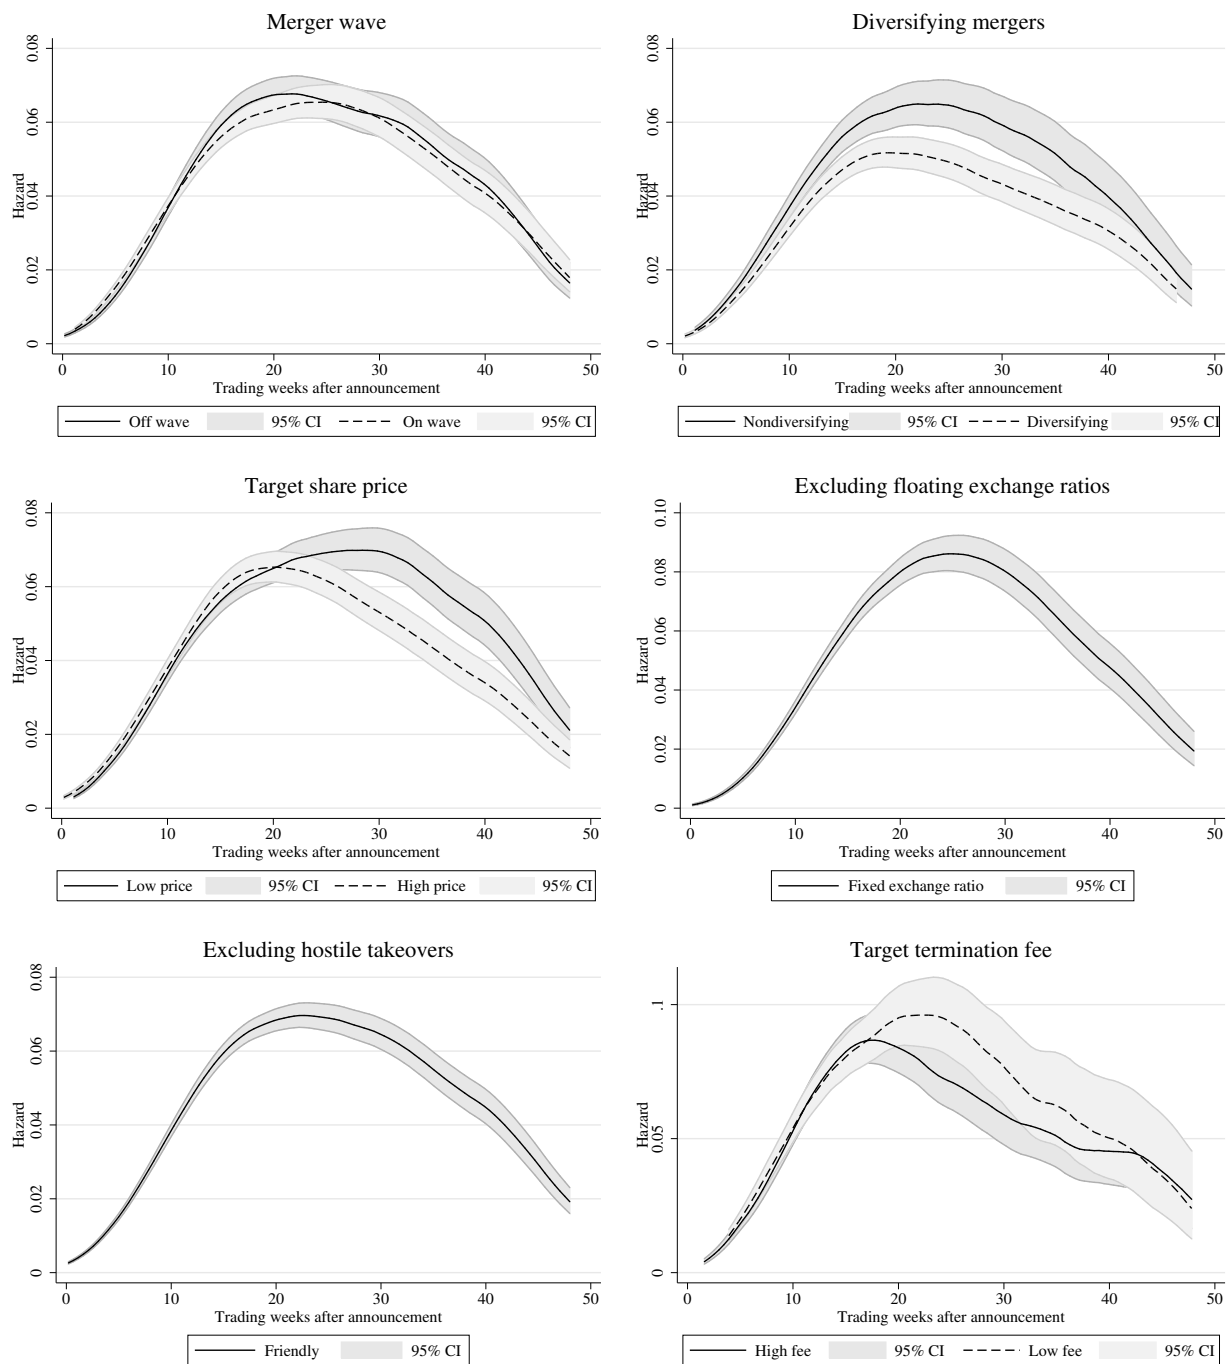 Merger wave
Hazard
0 0.02 0.04 0.06 0.08
0 10 20 30 40 50
Trading weeks after announcement
Off wave 95% CI On wave 95% CI
Diversifying mergers
Hazard
0 0.02 0.04 0.06 0.08
0 10 20 30 40 50
Trading weeks after announcement
Nondiversifying 95% CI Diversifying 95% CI
Target share price
Hazard
0 0.02 0.04 0.06 0.08
0 10 20 30 40 50
Trading weeks after announcement
Low price 95% CI High price 95% CI
Excluding floating exchange ratios
Hazard
0 0.02 0.04 0.06 0.08 0.10
0 10 20 30 40 50
Trading weeks after announcement
Fixed exchange ratio 95% CI
Excluding hostile takeovers
Hazard
0 0.02 0.04 0.06 0.08
0 10 20 30 40 50
Trading weeks after announcement
Friendly 95% CI
Target termination fee
Hazard
0 0.05 .1
0 10 20 30 40 50
Trading weeks after announcement
High fee 95% CI Low fee 95% CI